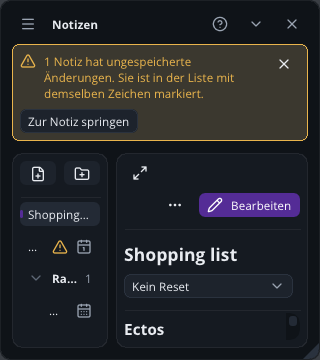 Notizen
1 Notiz hat ungespeicherte
Änderungen. Sie ist in der Liste mit
demselben Zeichen markiert.
Zur Notiz springen
Bearbeiten
Shopping...
...
Ra... 1
...
Shopping list
Kein Reset
Ectos